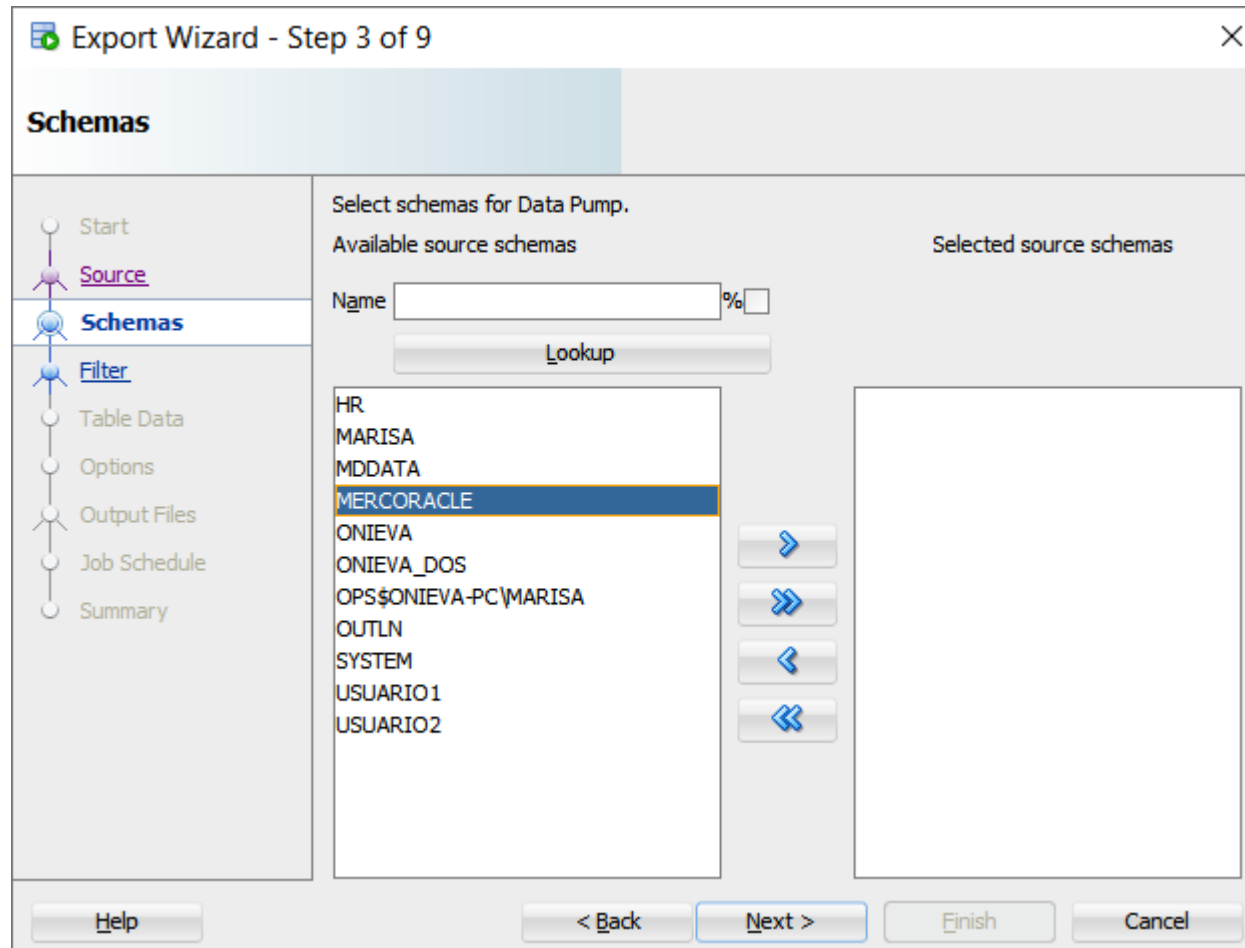 Export Wizard - Step 3 of 9
Schemas
Start
Source
Schemas
Filter
Table Data
Options
Output Files
Job Schedule
Summary
Select schemas for Data Pump.
Available source schemas
Selected source schemas
Name
%
Lookup
HR
MARISA
MDDATA
MERCORACLE
ONIEVA
ONIEVA_DOS
OPS$ONIEVA-PC\MARISA
OUTLN
SYSTEM
USUARIO1
USUARIO2
Help
< Back
Next >
Finish
Cancel